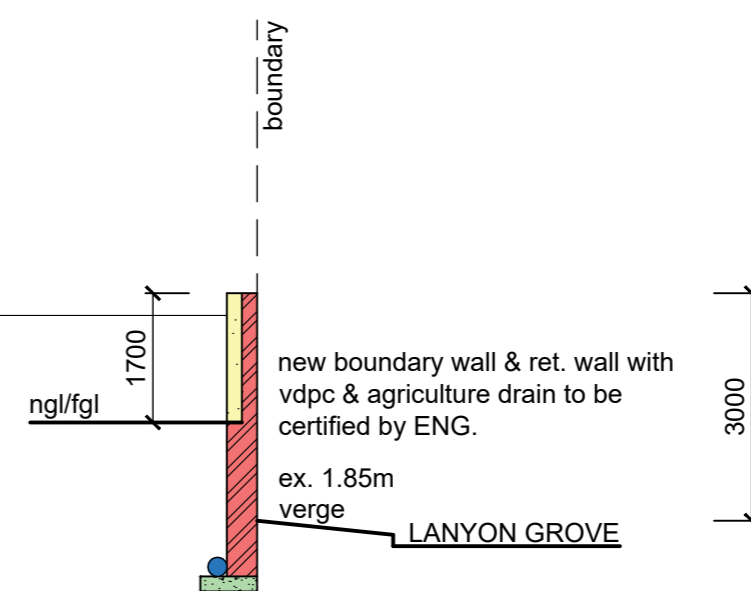 boundary
1700
ngl/fgl
new boundary wall & ret. wall with
vdpc & agriculture drain to be
certified by ENG.
3000
ex. 1.85m
verge
LANYON GROVE